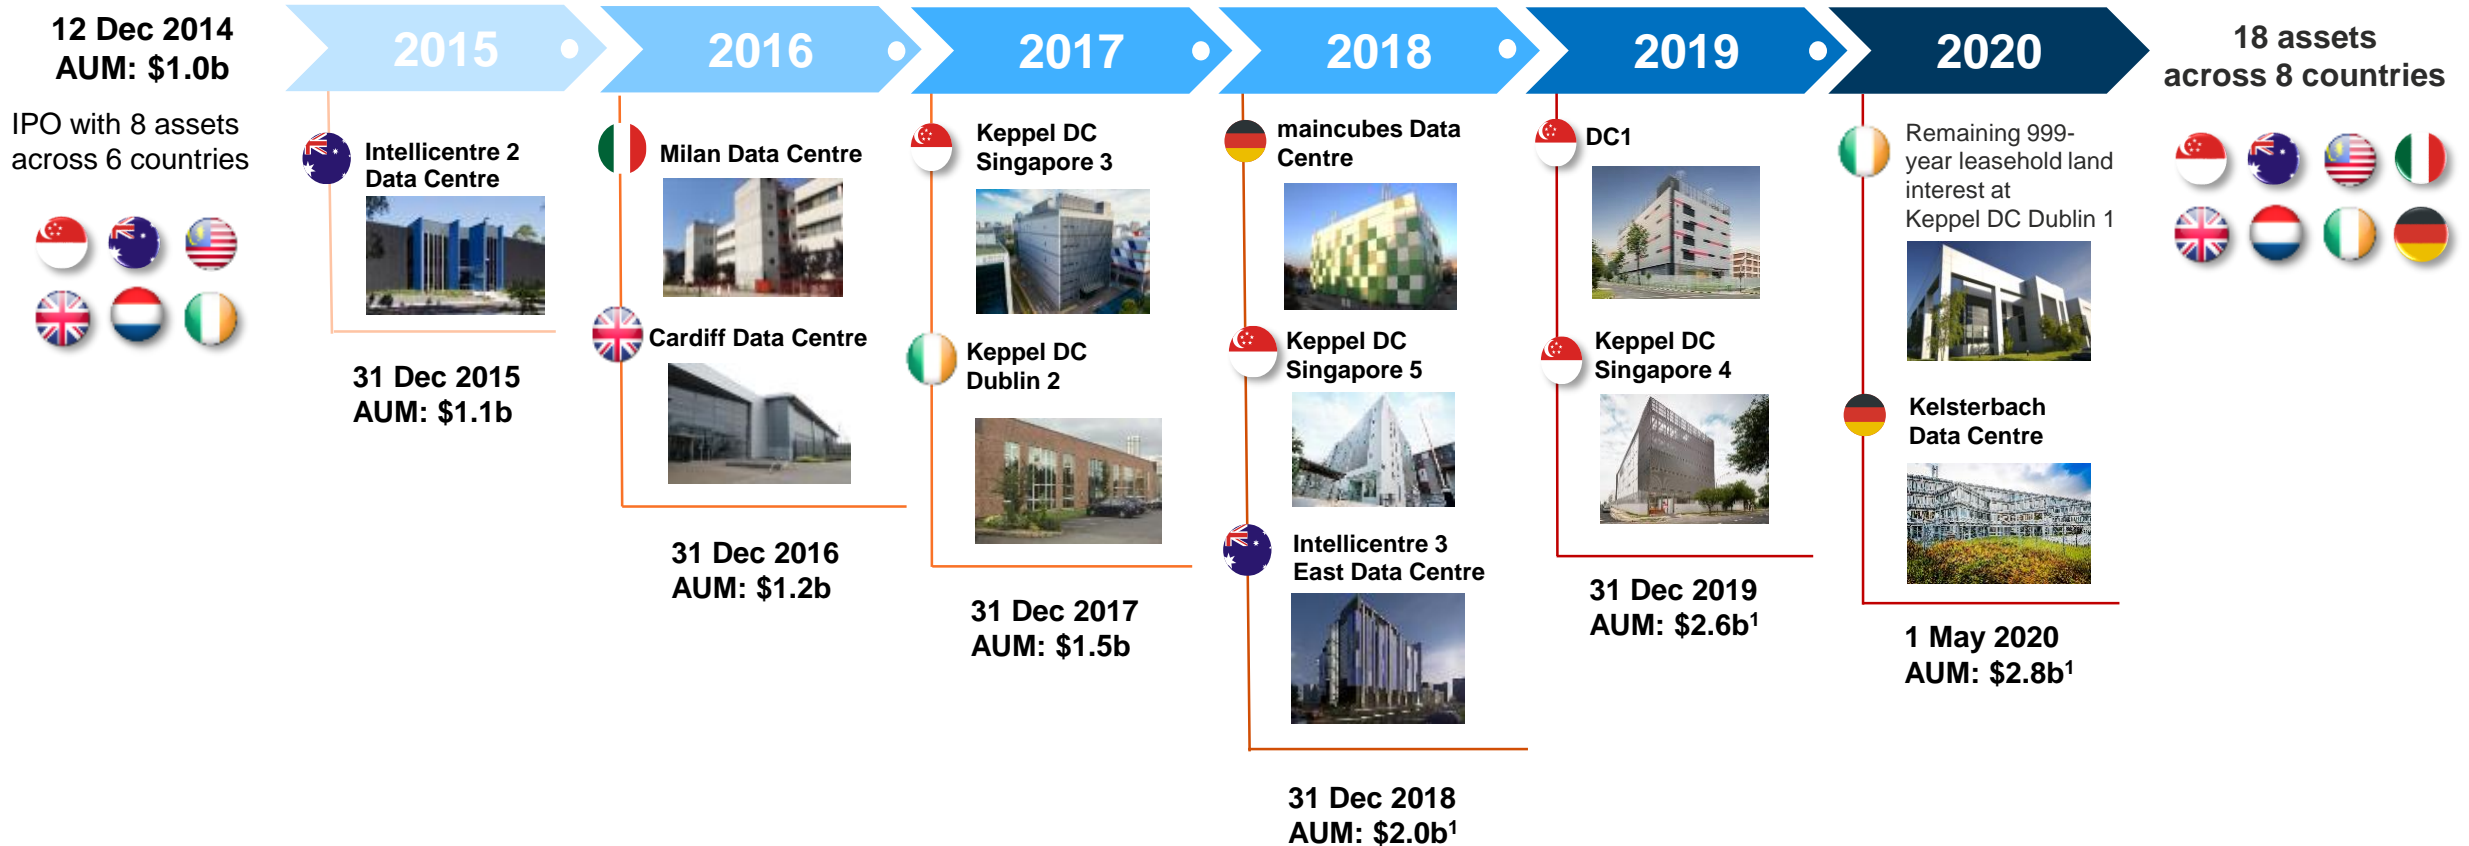 12 Dec 2014
AUM: $1.0b
IPO with 8 assets
across 6 countries
2015
Intellicentre 2
Data Centre
31 Dec 2015
AUM: $1.1b
2016
Milan Data Centre
Cardiff Data Centre
31 Dec 2016
AUM: $1.2b
2017
Keppel DC
Singapore 3
Keppel DC
Dublin 2
31 Dec 2017
AUM: $1.5b
2018
maincubes Data
Centre
Keppel DC
Singapore 5
Intellicentre 3
East Data Centre
31 Dec 2018
AUM: $2.0b¹
2019
DC1
Keppel DC
Singapore 4
31 Dec 2019
AUM: $2.6b¹
2020
Remaining 999-
year leasehold land
interest at
Keppel DC Dublin 1
Kelsterbach
Data Centre
1 May 2020
AUM: $2.8b¹
18 assets
across 8 countries